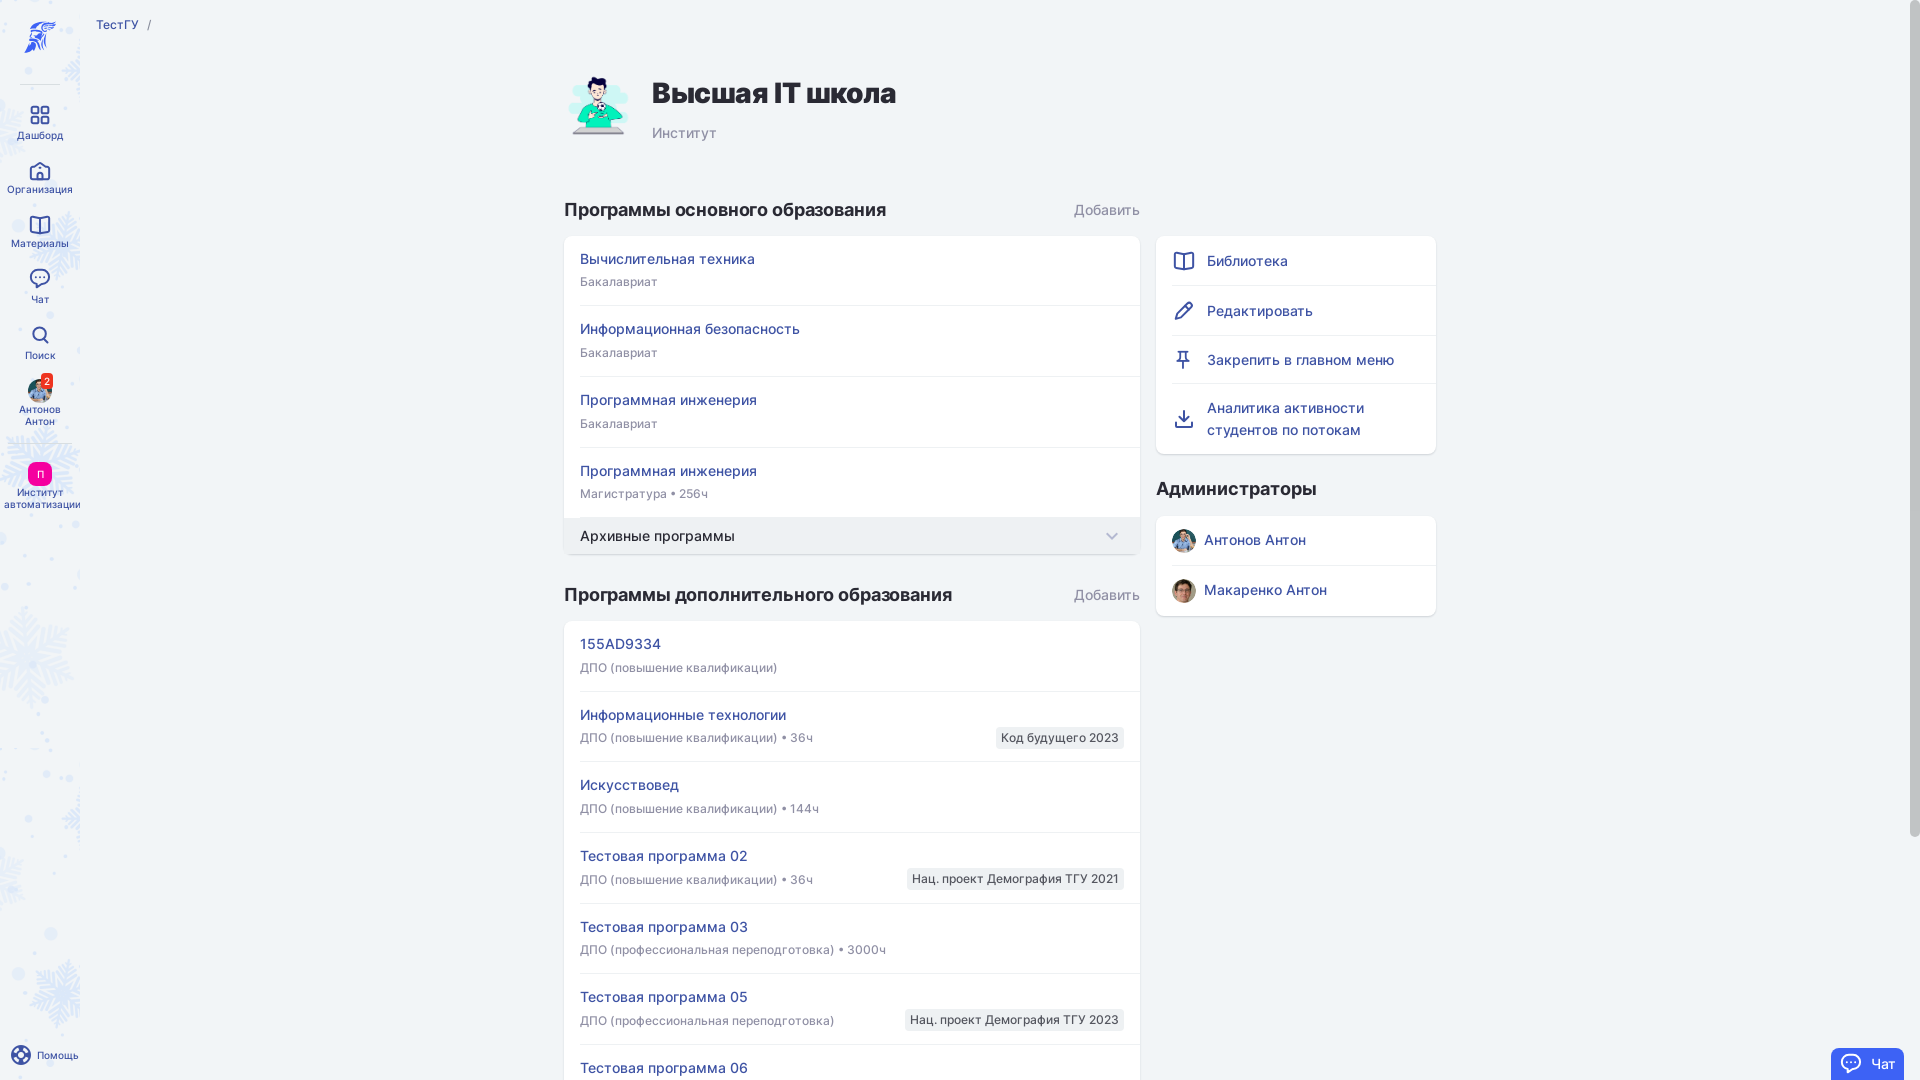 ТестГУ /
Дашборд
Организация
Материалы
Чат
Поиск
2
Антонов
Антон
П
Институт
автоматизации
Помощь
Высшая IT школа
Институт
Программы основного образования
Добавить
Вычислительная техника
Бакалавриат
Информационная безопасность
Бакалавриат
Программная инженерия
Бакалавриат
Программная инженерия
Магистратура • 256ч
Архивные программы
Программы дополнительного образования
Добавить
155AD9334
ДПО (повышение квалификации)
Информационные технологии
ДПО (повышение квалификации) • 36ч
Код будущего 2023
Искусствовед
ДПО (повышение квалификации) • 144ч
Тестовая программа 02
ДПО (повышение квалификации) • 36ч
Нац. проект Демография ТГУ 2021
Тестовая программа 03
ДПО (профессиональная переподготовка) • 3000ч
Тестовая программа 05
ДПО (профессиональная переподготовка)
Нац. проект Демография ТГУ 2023
Тестовая программа 06
Библиотека
Редактировать
Закрепить в главном меню
Аналитика активности
студентов по потокам
Администраторы
Антонов Антон
Макаренко Антон
Чат